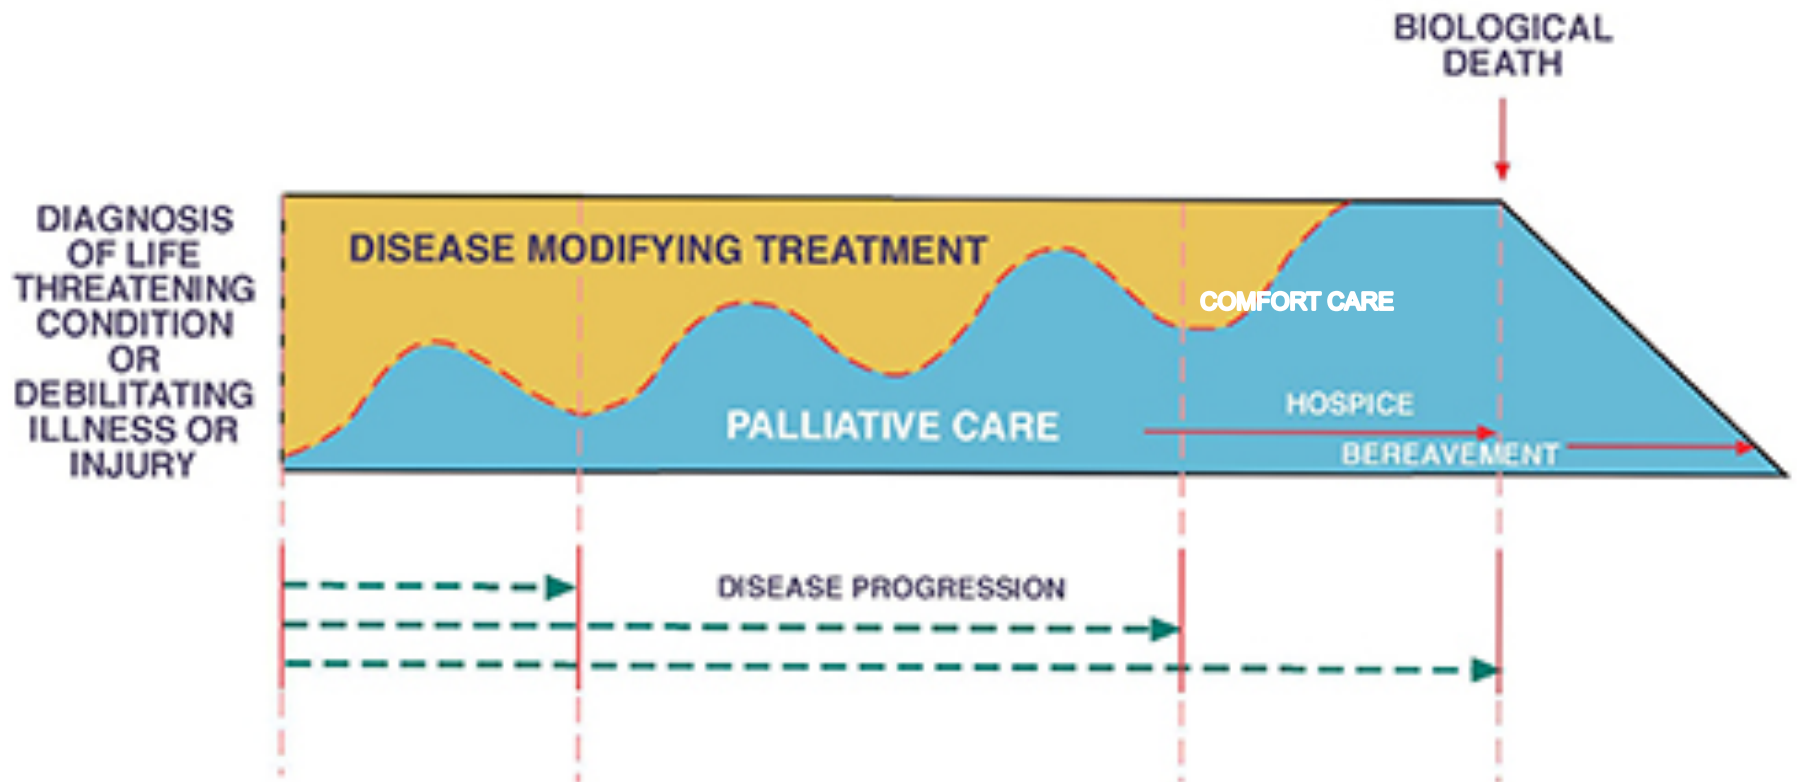 BIOLOGICAL
DEATH
DIAGNOSIS
OF LIFE
THREATENING
CONDITION
OR
DEBILITATING
ILLNESS OR
INJURY
DISEASE MODIFYING TREATMENT
COMFORT CARE
PALLIATIVE CARE
HOSPICE
BEREAVEMENT
DISEASE PROGRESSION